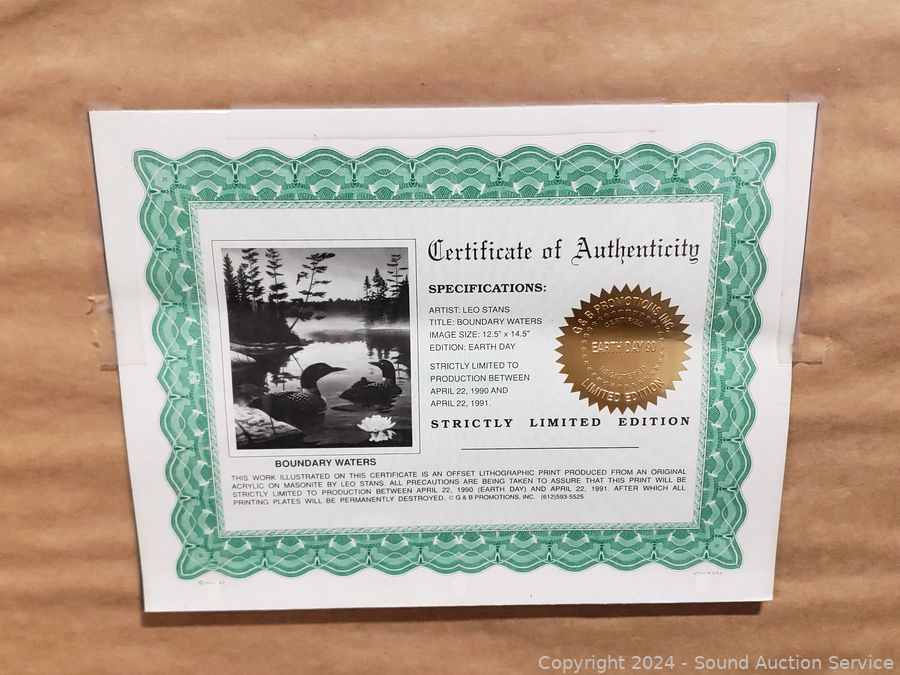 Certificate of Authenticity
SPECIFICATIONS:
ARTIST: LEO STANS
TITLE: BOUNDARY WATERS
IMAGE SIZE: 12.5" x 14.5"
EDITION: EARTH DAY
STRICTLY LIMITED TO
PRODUCTION BETWEEN
APRIL 22, 1990 AND
APRIL 22, 1991.
STRICTLY LIMITED EDITION
G & B PROMOTIONS INC.
CERTIFIED
EARTH DAY 90
REGISTERED
LIMITED EDITION
BOUNDARY WATERS
THIS WORK ILLUSTRATED ON THIS CERTIFICATE IS AN OFFSET LITHOGRAPHIC PRINT PRODUCED FROM AN ORIGINAL
ACRYLIC ON MASONITE BY LEO STANS. ALL PRECAUTIONS ARE BEING TAKEN TO ASSURE THAT THIS PRINT WILL BE
STRICTLY LIMITED TO PRODUCTION BETWEEN APRIL 22, 1990 (EARTH DAY) AND APRIL 22, 1991. AFTER WHICH ALL
PRINTING PLATES WILL BE PERMANENTLY DESTROYED. © G & B PROMOTIONS, INC. (612)593-5525
Copyright 2024 - Sound Auction Service